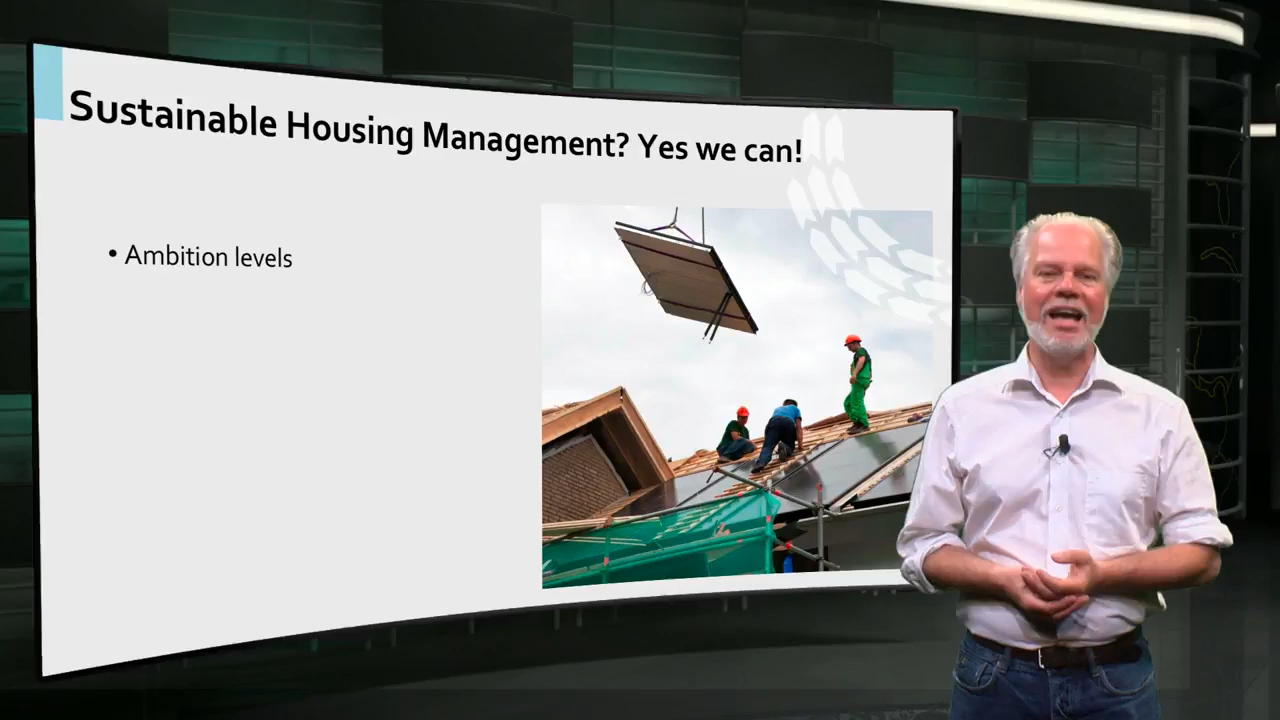 Sustainable Housing Management? Yes we can!
• Ambition levels